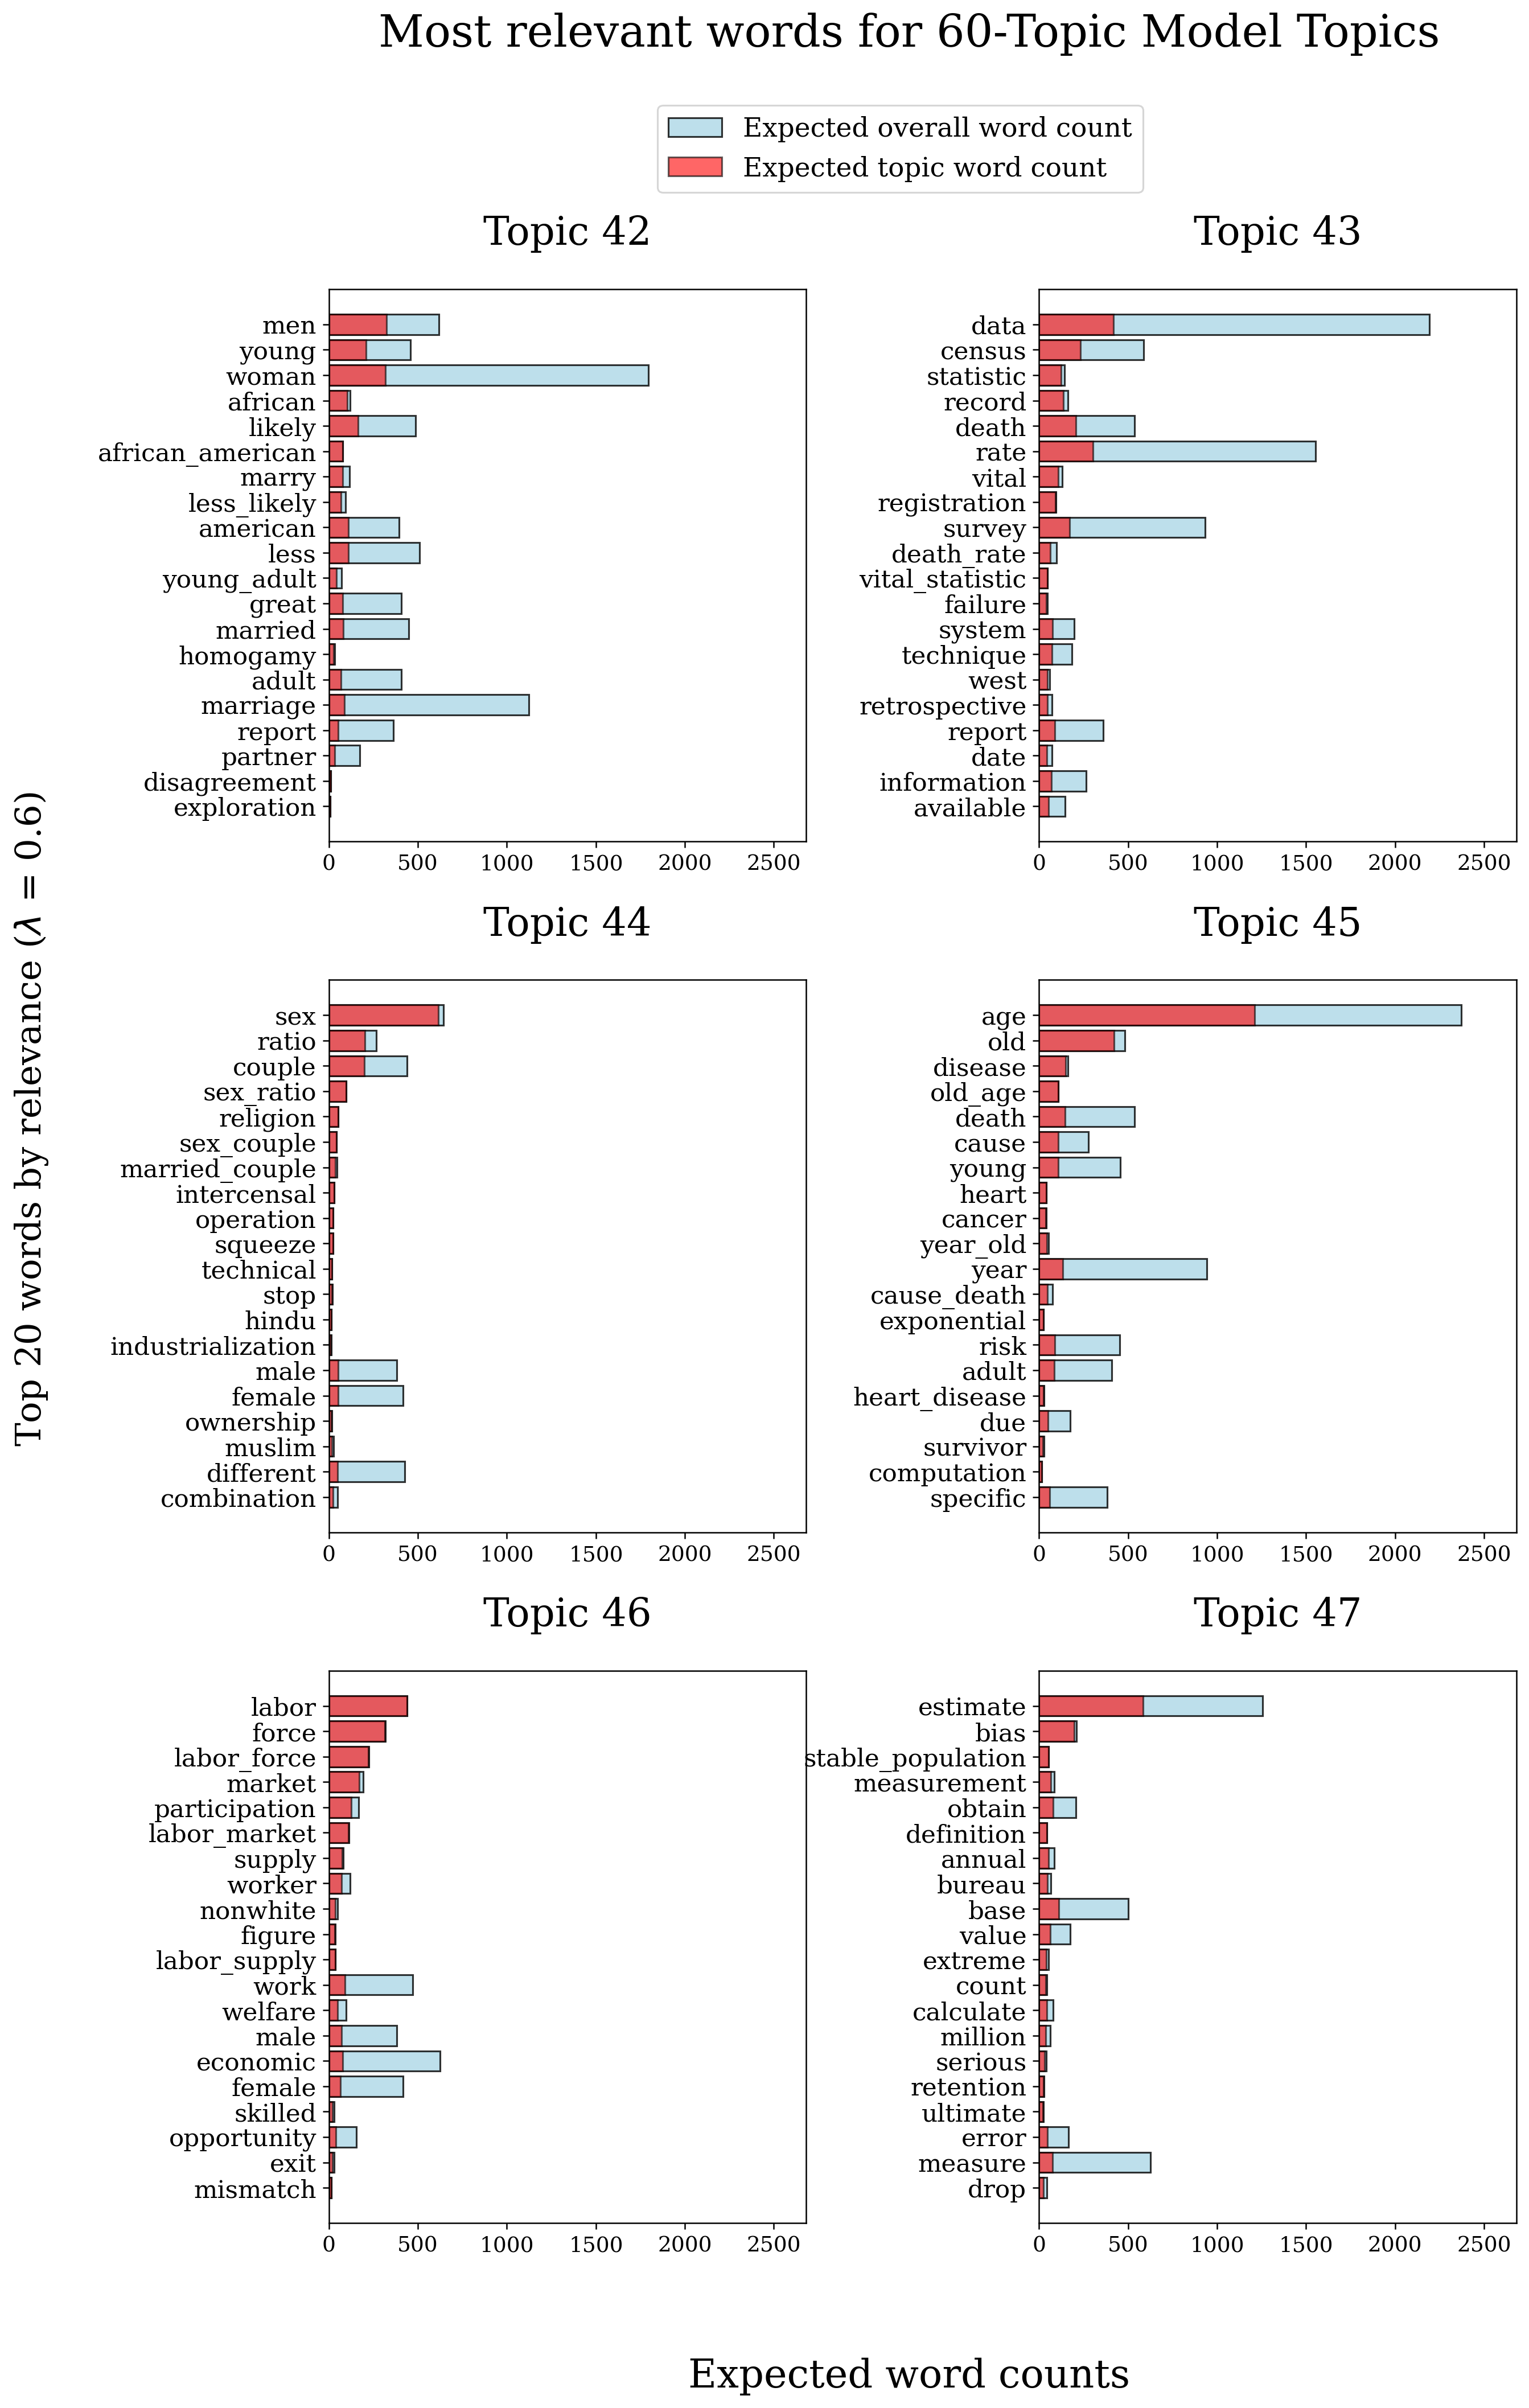 Most relevant words for 60-Topic Model Topics
Expected overall word count
Expected topic word count
Top 20 words by relevance (λ = 0.6)
Topic 42
men
young
woman
african
likely
african_american
marry
less_likely
american
less
young_adult
great
married
homogamy
adult
marriage
report
partner
disagreement
exploration
0 500 1000 1500 2000 2500
Topic 43
data
census
statistic
record
death
rate
vital
registration
survey
death_rate
vital_statistic
failure
system
technique
west
retrospective
report
date
information
available
0 500 1000 1500 2000 2500
Topic 44
sex
ratio
couple
sex_ratio
religion
sex_couple
married_couple
intercensal
operation
squeeze
technical
stop
hindu
industrialization
male
female
ownership
muslim
different
combination
0 500 1000 1500 2000 2500
Topic 45
age
old
disease
old_age
death
cause
young
heart
cancer
year_old
year
cause_death
exponential
risk
adult
heart_disease
due
survivor
computation
specific
0 500 1000 1500 2000 2500
Topic 46
labor
force
labor_force
market
participation
labor_market
supply
worker
nonwhite
figure
labor_supply
work
welfare
male
economic
female
skilled
opportunity
exit
mismatch
0 500 1000 1500 2000 2500
Topic 47
estimate
bias
stable_population
measurement
obtain
definition
annual
bureau
base
value
extreme
count
calculate
million
serious
retention
ultimate
error
measure
drop
0 500 1000 1500 2000 2500
Expected word counts